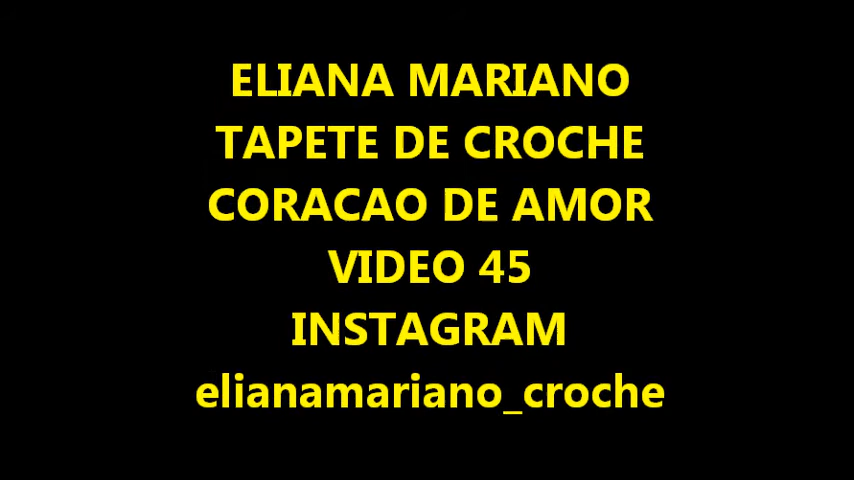 ELIANA MARIANO
TAPETE DE CROCHE
CORACAO DE AMOR
VIDEO 45
INSTAGRAM
elianamariano_croche